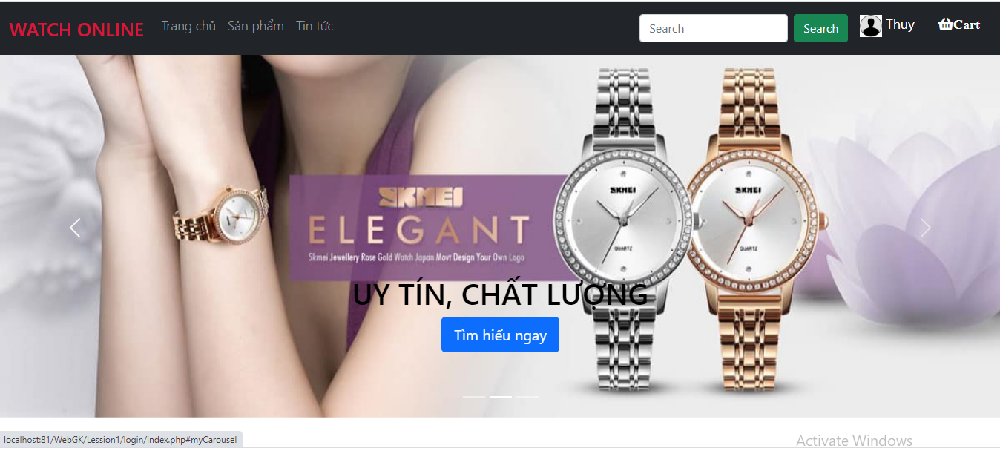 WATCH ONLINE Trang chủ Sản phẩm Tin tức Search Search Thuy Cart
SKMEI
ELEGANT
Skmei Jewellery Rose Gold Watch Japan Movt Design Your Own Logo
SKMEI
QUARTZ
SKMEI
QUARTZ
UY TÍN, CHẤT LƯỢNG
Tìm hiểu ngay
localhost:81/WebGK/Lession1/login/index.php#myCarousel
Activate Windows